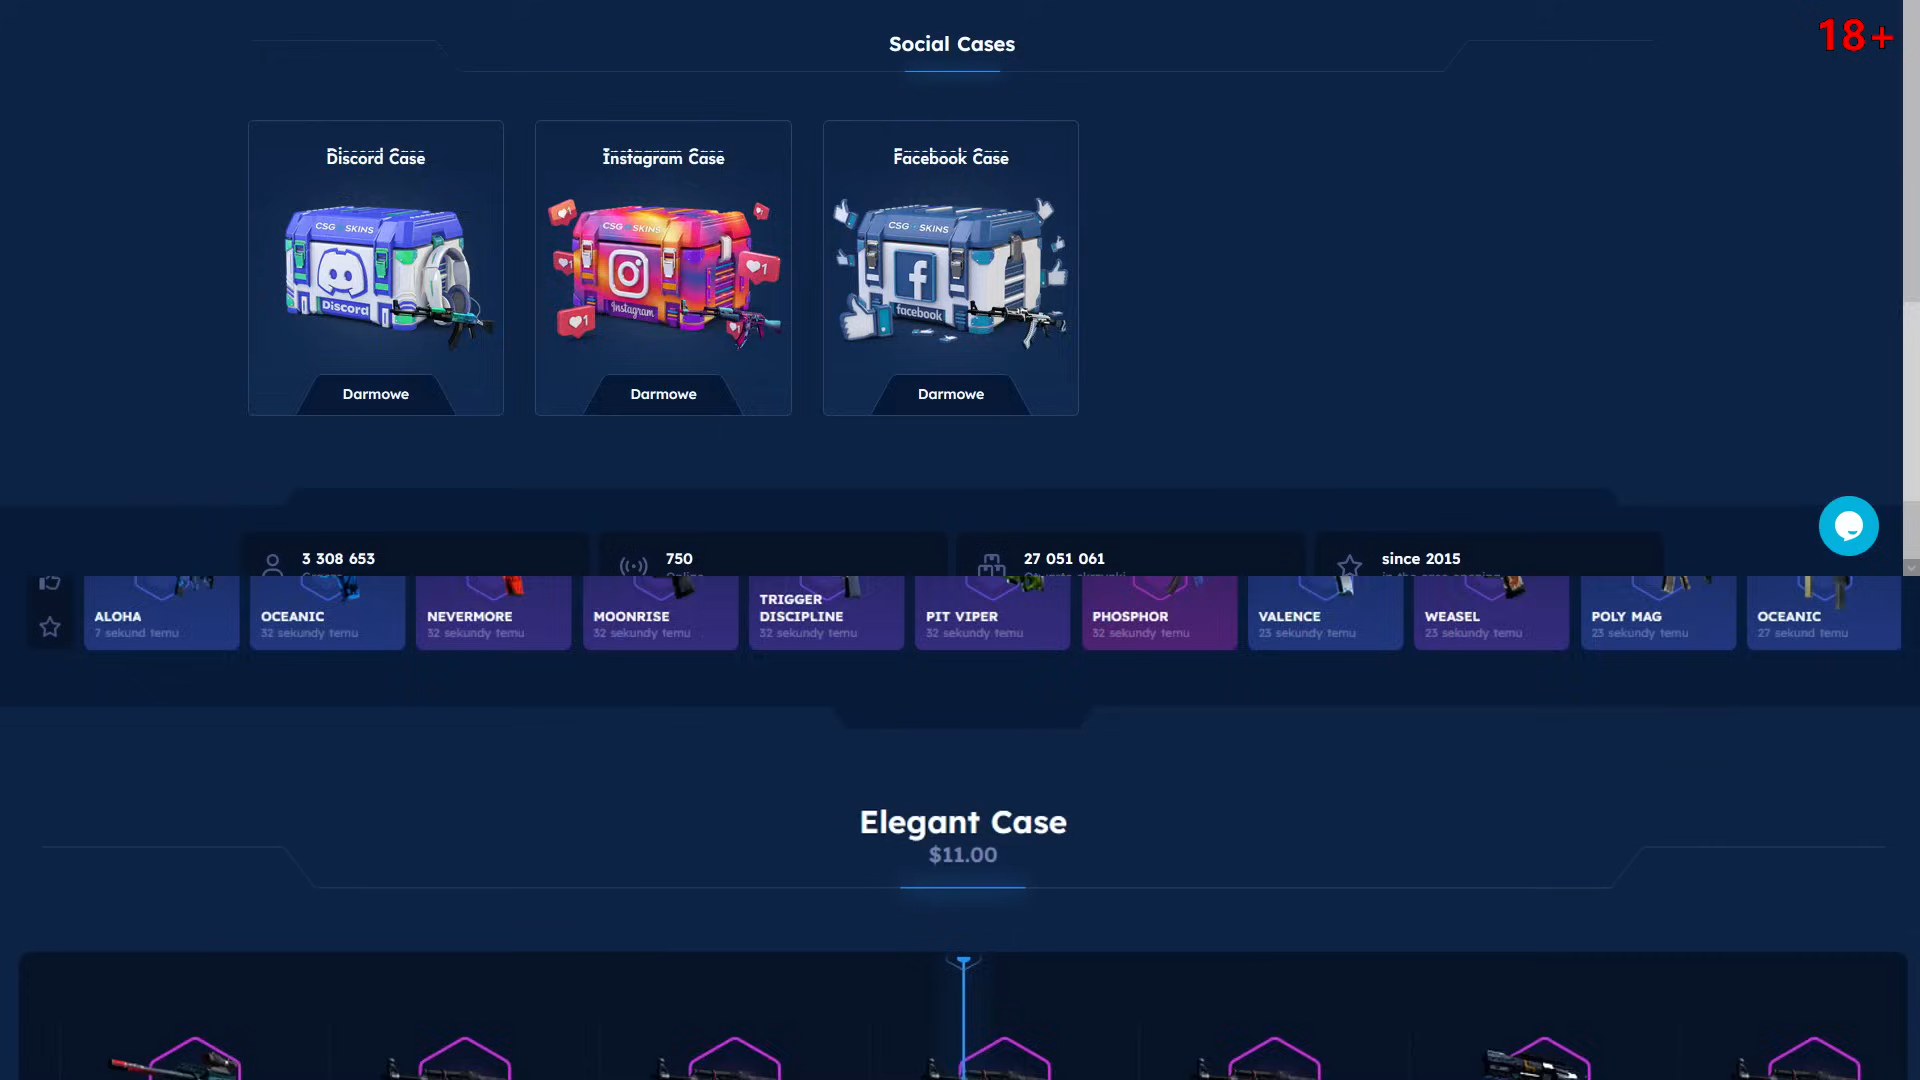 Social Cases
18+
Discord Case
Instagram Case
Facebook Case
CSG SKINS
CSG SKINS
CSG SKINS
Discord
Instagram
facebook
1
1
1
1
Darmowe
Darmowe
Darmowe
3 308 653
750
27 051 061
since 2015
ALOHA
7 sekund temu
OCEANIC
32 sekundy temu
NEVERMORE
32 sekundy temu
MOONRISE
32 sekundy temu
TRIGGER
DISCIPLINE
32 sekundy temu
PIT VIPER
32 sekundy temu
PHOSPHOR
32 sekundy temu
VALENCE
23 sekundy temu
WEASEL
23 sekundy temu
POLY MAG
23 sekundy temu
OCEANIC
27 sekund temu
Elegant Case
$11.00